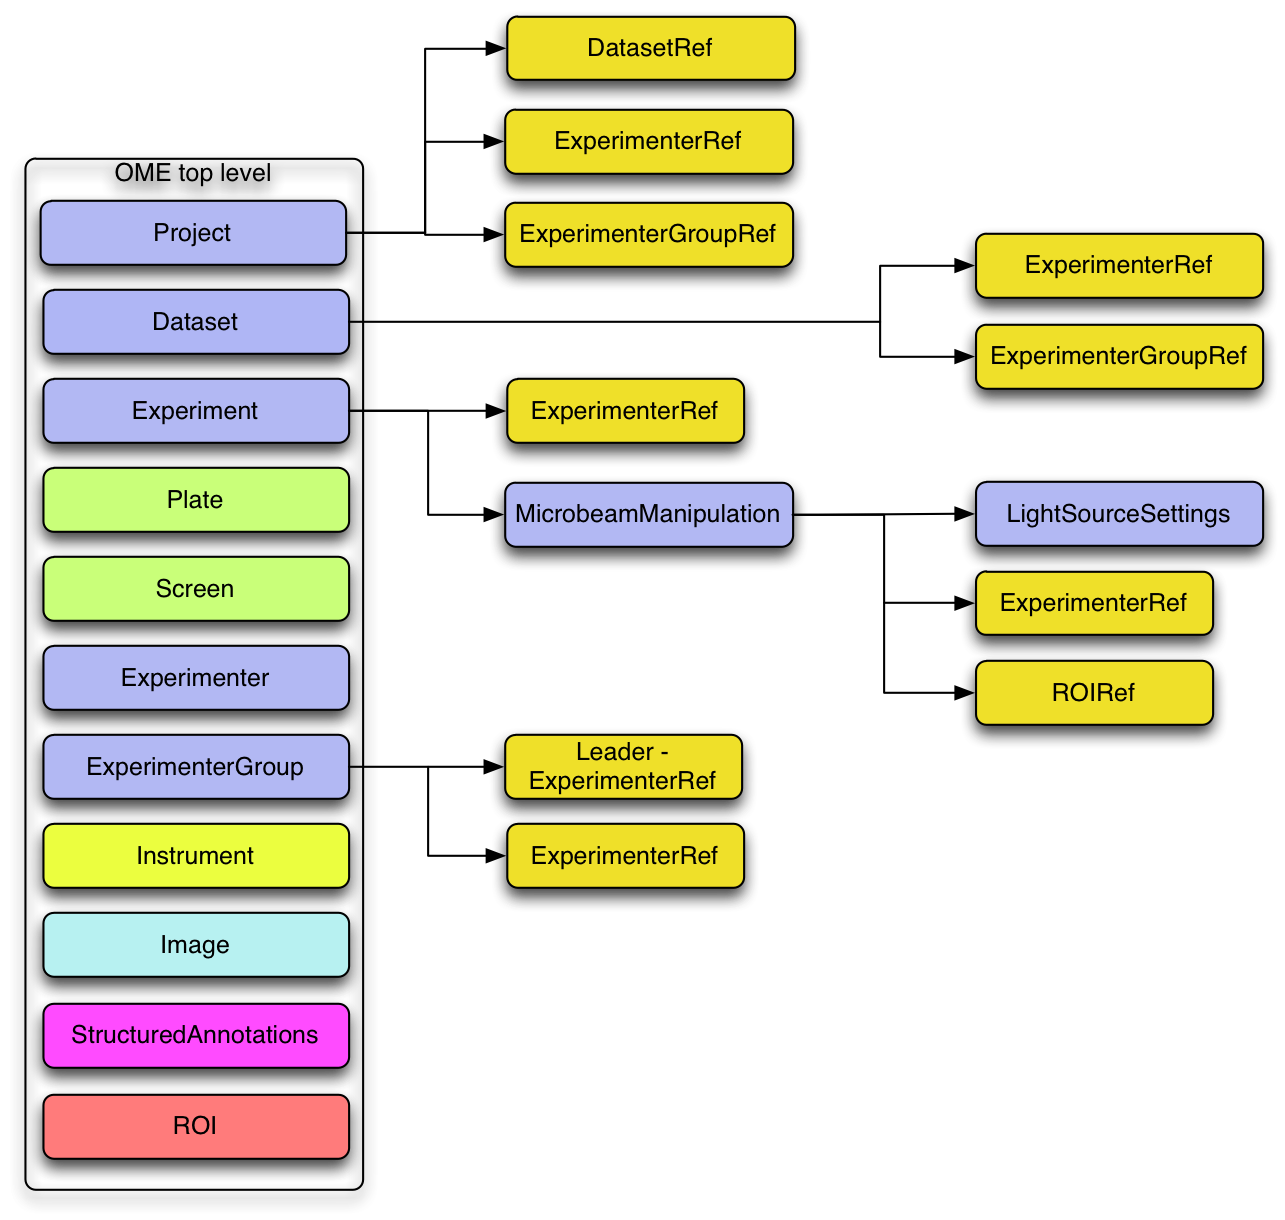 DatasetRef
ExperimenterRef
OME top level
Project
ExperimenterGroupRef
ExperimenterRef
Dataset
ExperimenterGroupRef
Experiment
ExperimenterRef
Plate
MicrobeamManipulation
LightSourceSettings
Screen
ExperimenterRef
Experimenter
ROIRef
ExperimenterGroup
Leader -
ExperimenterRef
Instrument
ExperimenterRef
Image
StructuredAnnotations
ROI